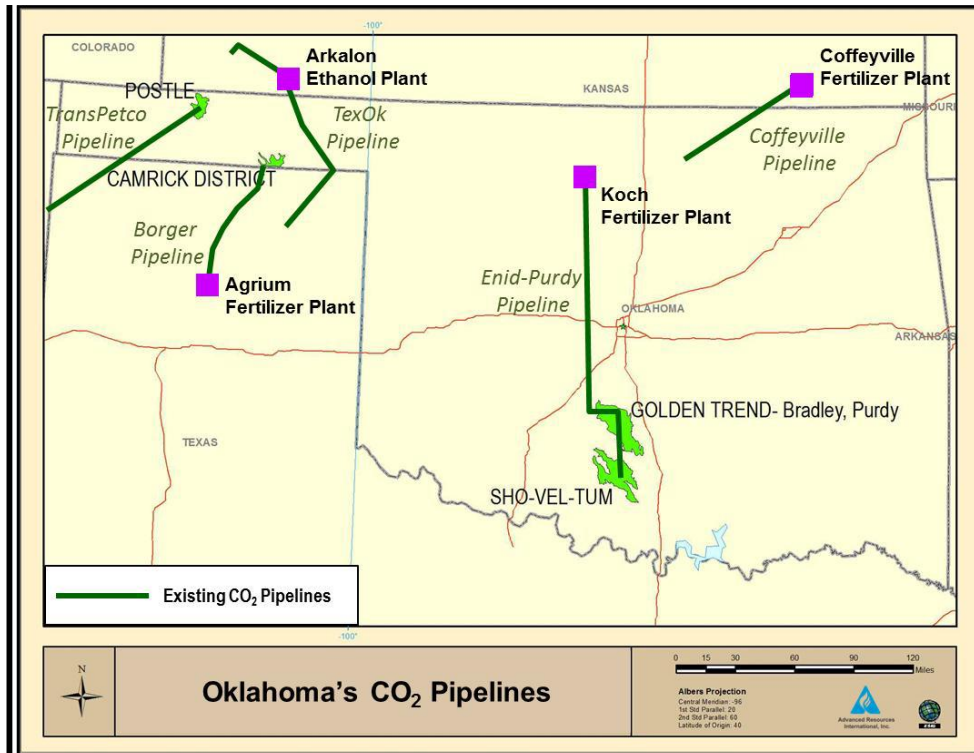 -100°
COLORADO
Arkalon
Ethanol Plant
Coffeyville
Fertilizer Plant
KANSAS
POSTLE
MISSOURI
TransPetco
Pipeline
TexOk
Pipeline
Coffeyville
Pipeline
CAMRICK DISTRICT
Koch
Fertilizer Plant
Borger
Pipeline
Agrium
Fertilizer Plant
Enid-Purdy
Pipeline
OKLAHOMA
ARKANSAS
GOLDEN TREND- Bradley, Purdy
TEXAS
SHO-VEL-TUM
Existing CO₂ Pipelines
-100°
N
Oklahoma's CO₂ Pipelines
0 15 30 60 90 120
Miles
Albers Projection
Central Meridian: -96
1st Std Parallel: 20
2nd Std Parallel: 60
Latitude of Origin: 40
Advanced Resources
International, Inc.